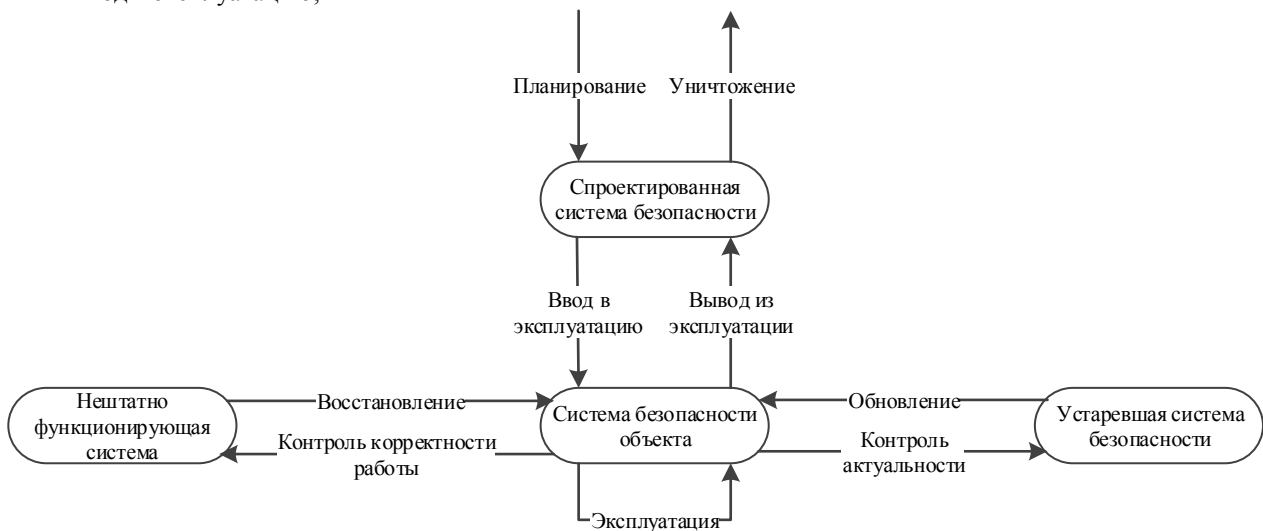 Планирование
Уничтожение
Спроектированная
система безопасности
Ввод в
эксплуатацию
Вывод из
эксплуатации
Нештатно
функционирующая
система
Восстановление
Контроль корректности
работы
Система безопасности
объекта
Обновление
Контроль
актуальности
Устаревшая система
безопасности
Эксплуатация